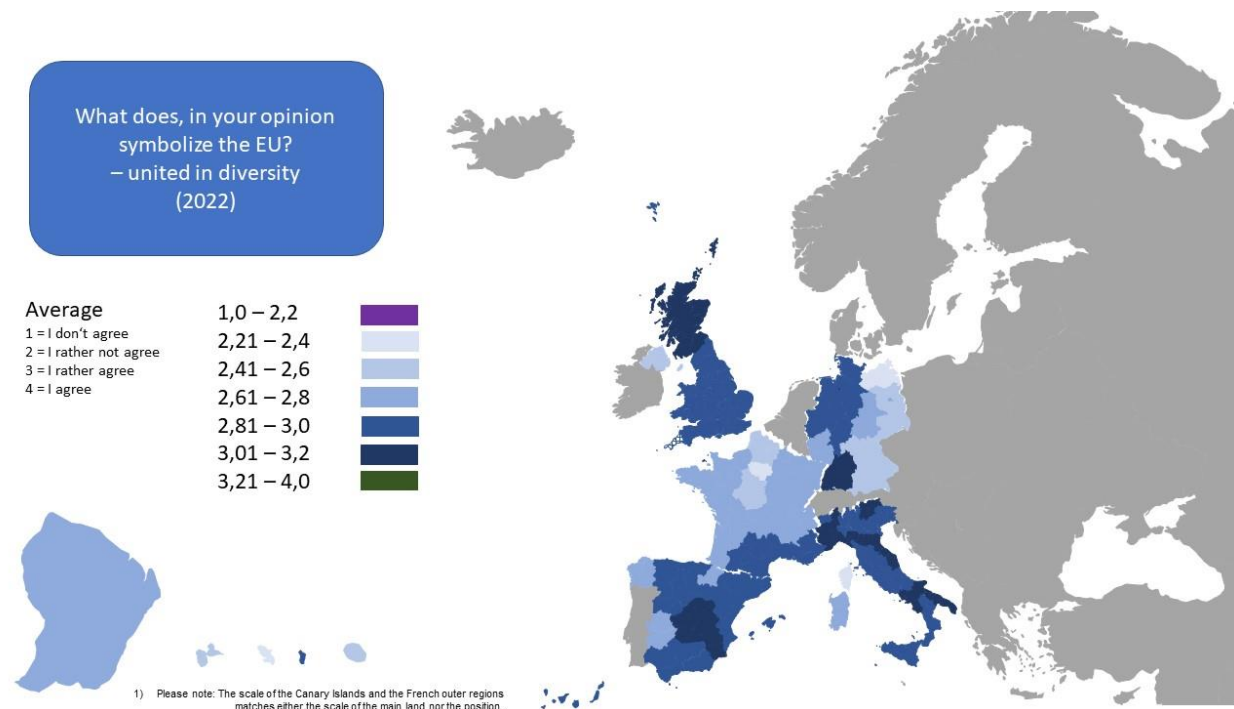 What does, in your opinion
symbolize the EU?
– united in diversity
(2022)
Average
1 = I don't agree
2 = I rather not agree
3 = I rather agree
4 = I agree
1,0 – 2,2
2,21 – 2,4
2,41 – 2,6
2,61 – 2,8
2,81 – 3,0
3,01 – 3,2
3,21 – 4,0
1) Please note: The scale of the Canary Islands and the French outer regions
matches either the scale of the main land nor the position...